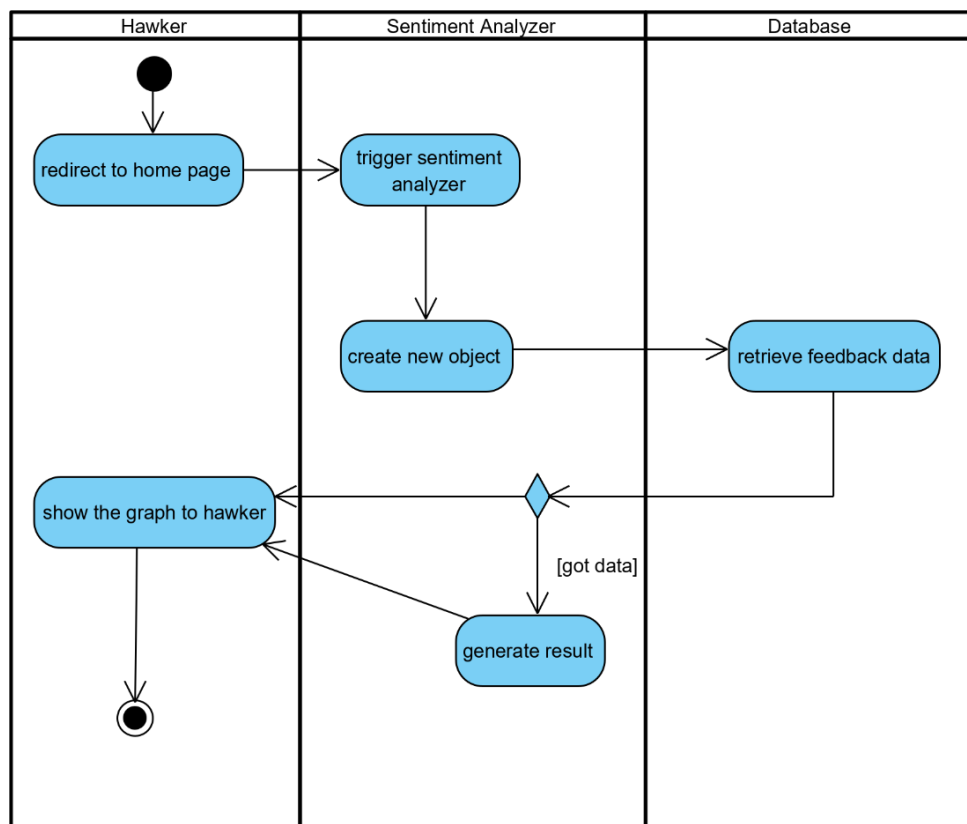 Hawker
Sentiment Analyzer
Database
redirect to home page
trigger sentiment
analyzer
create new object
retrieve feedback data
show the graph to hawker
[got data]
generate result